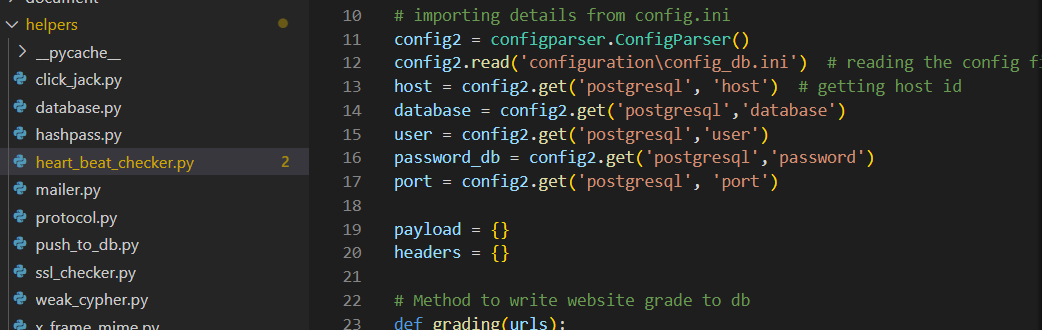 document
helpers
__pycache__
click_jack.py
database.py
hashpass.py
heart_beat_checker.py 2
mailer.py
protocol.py
push_to_db.py
ssl_checker.py
weak_cypher.py
x_frame_mime.py
10 # importing details from config.ini
11 config2 = configparser.ConfigParser()
12 config2.read('configuration\config_db.ini') # reading the config
13 host = config2.get('postgresql', 'host') # getting host id
14 database = config2.get('postgresql','database')
15 user = config2.get('postgresql','user')
16 password_db = config2.get('postgresql','password')
17 port = config2.get('postgresql', 'port')
18
19 payload = {}
20 headers = {}
21
22 # Method to write website grade to db
23 def grading(urls):